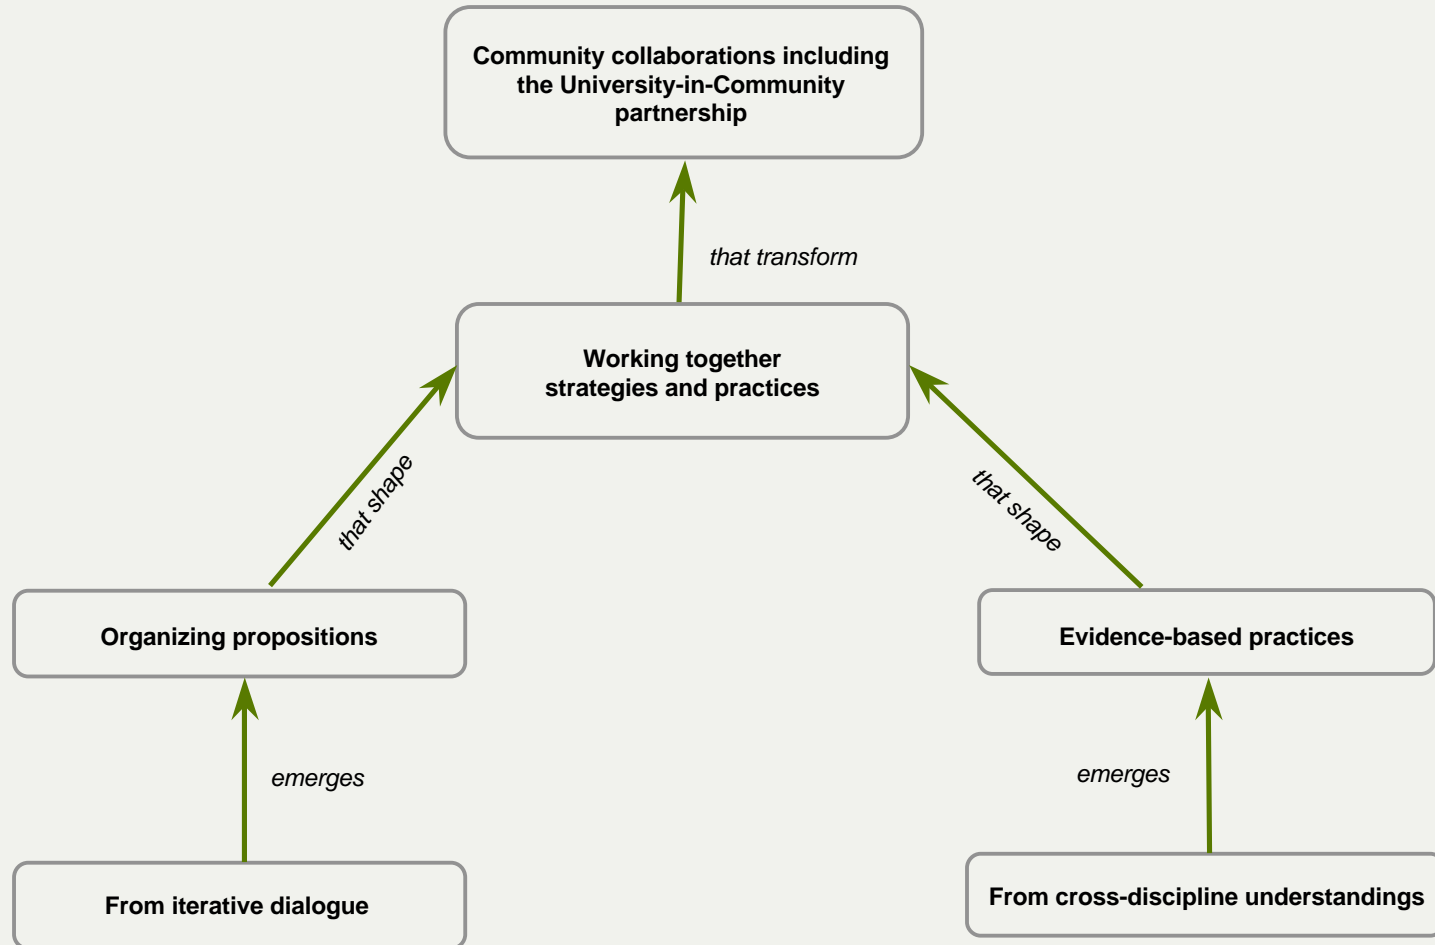 Community collaborations including
the University-in-Community
partnership
that transform
Working together
strategies and practices
that shape
that shape
Organizing propositions
Evidence-based practices
emerges
emerges
From iterative dialogue
From cross-discipline understandings